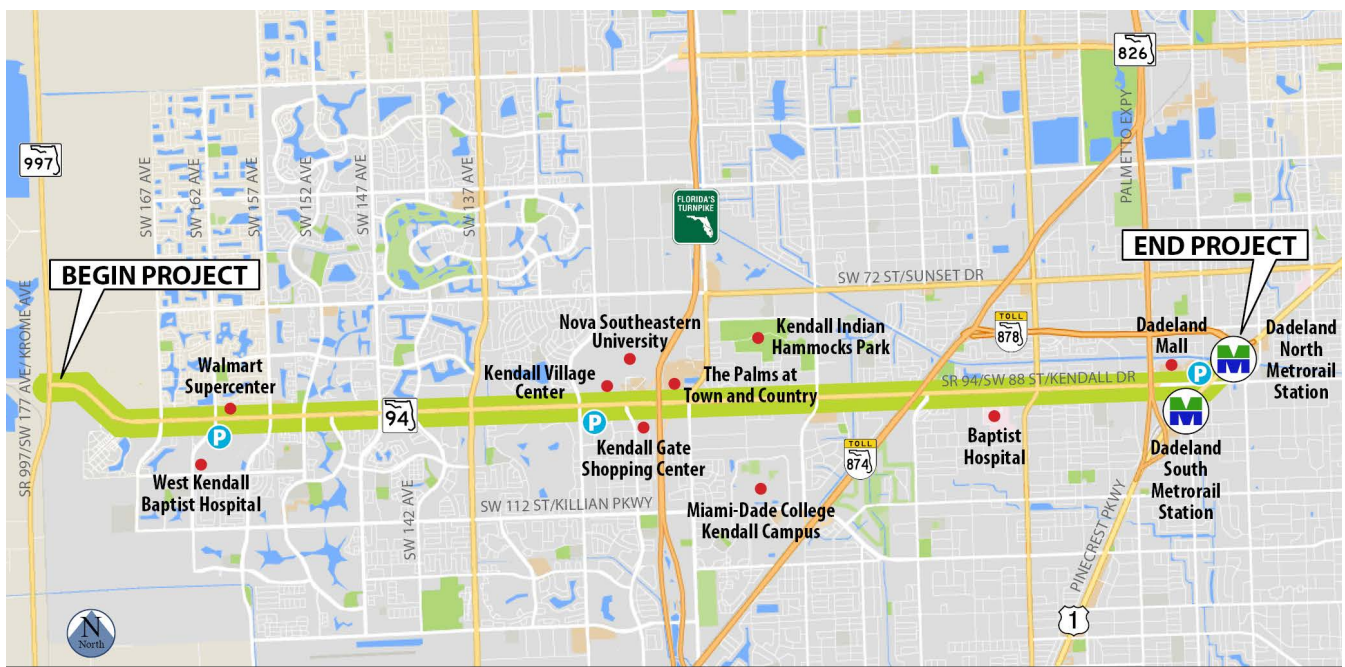 826
997
SW 167 AVE
SW 162 AVE
SW 157 AVE
SW 152 AVE
SW 147 AVE
SW 137 AVE
PALMETTO EXPY
FLORIDA'S
TURNPIKE
BEGIN PROJECT
END PROJECT
SW 72 ST/SUNSET DR
SR 997/SW 177 AVE/ KROME AVE
Nova Southeastern
University
Kendall Indian
Hammocks Park
TOLL
878
Dadeland
Mall
Dadeland
North
Metrorail
Station
M
Walmart
Supercenter
Kendall Village
Center
The Palms at
Town and Country
SR 94/SW 88 ST/KENDALL DR
P
94
P
P
M
Kendall Gate
Shopping Center
Baptist
Hospital
TOLL
874
Dadeland
South
Metrorail
Station
West Kendall
Baptist Hospital
SW 142 AVE
SW 112 ST/KILLIAN PKWY
Miami-Dade College
Kendall Campus
PINECREST PKWY
1
N
North